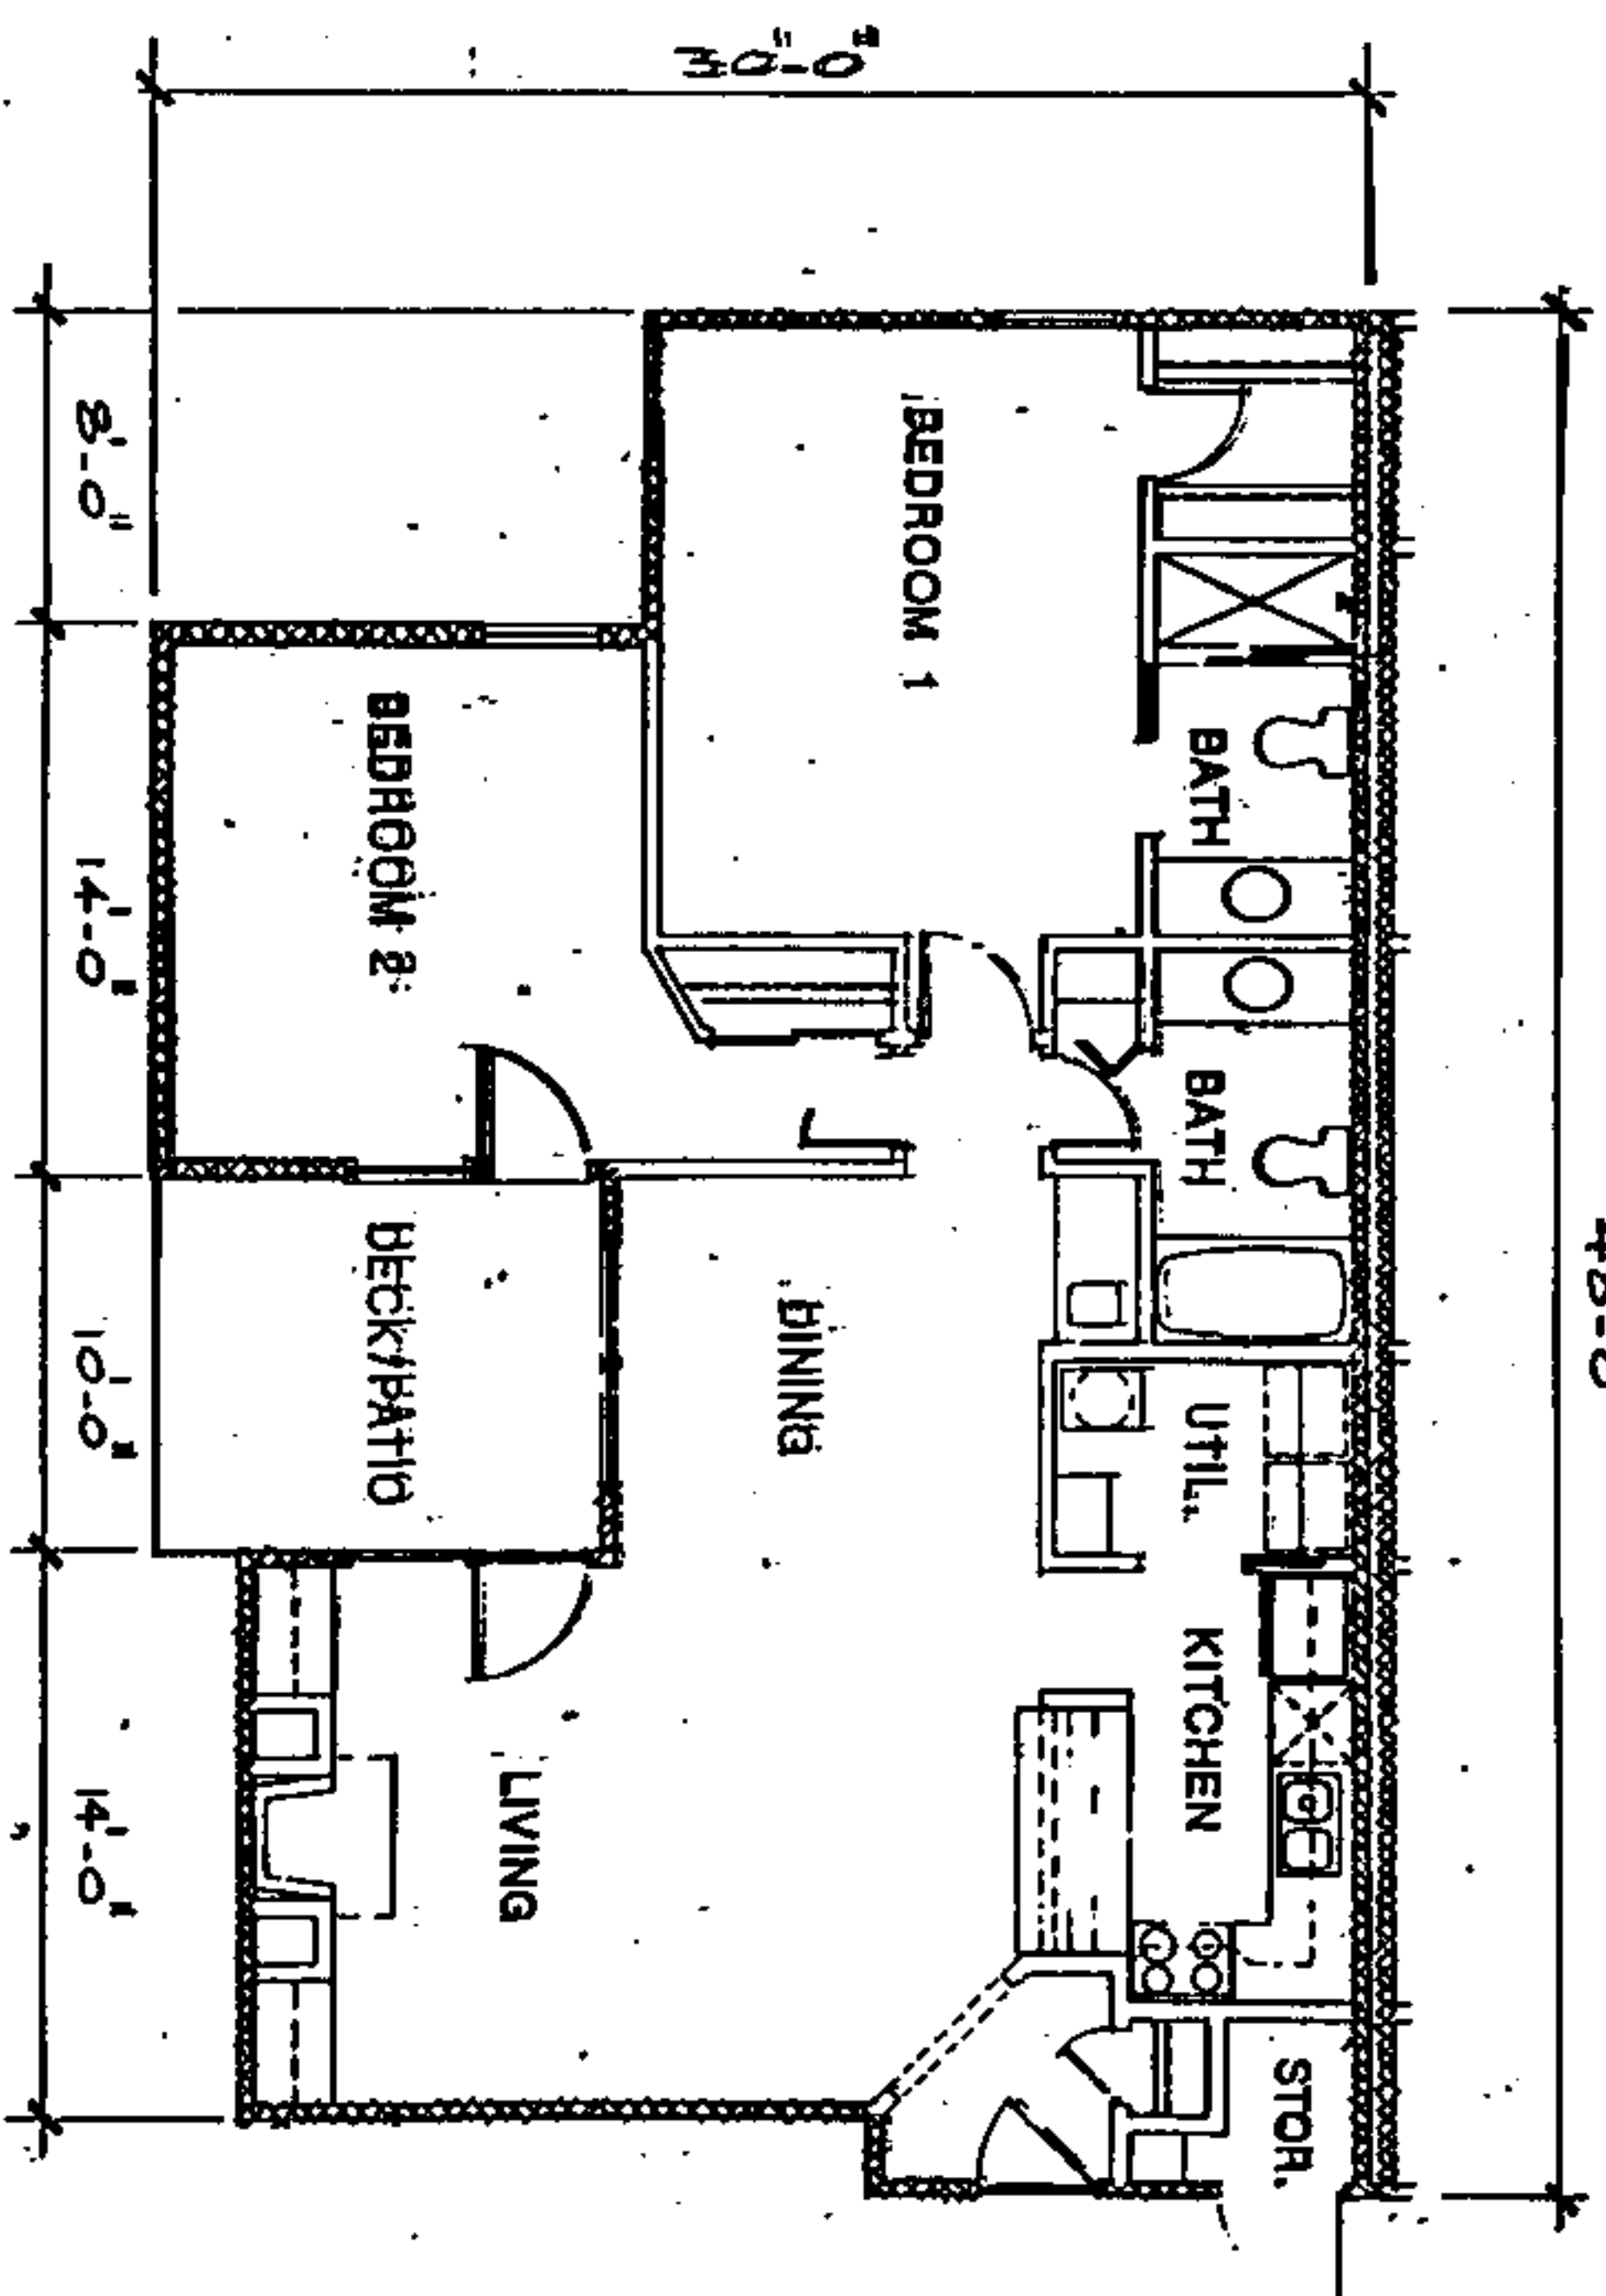 30"-0"
BEDROOM 1
BATH
8'-0"
BEDROOM 2
BATH
14'-0"
DECK/PATIO
DINING
UTIL.
10'-0"
LIVING
KITCHEN
14'-0"
STOR.